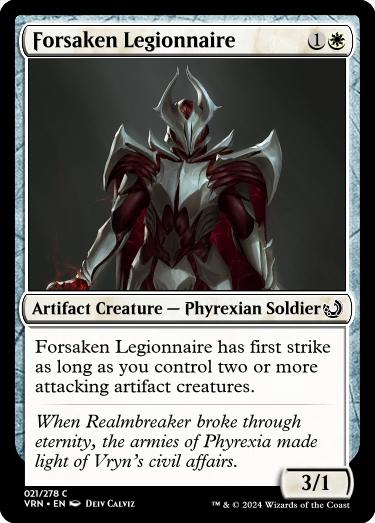 Forsaken Legionnaire 1
Artifact Creature — Phyrexian Soldier
Forsaken Legionnaire has first strike
as long as you control two or more
attacking artifact creatures.
When Realmbreaker broke through
eternity, the armies of Phyrexia made
light of Vryn's civil affairs.
3/1
021/278 C
VRN • EN Deiv Calviz
™ & © 2024 Wizards of the Coast